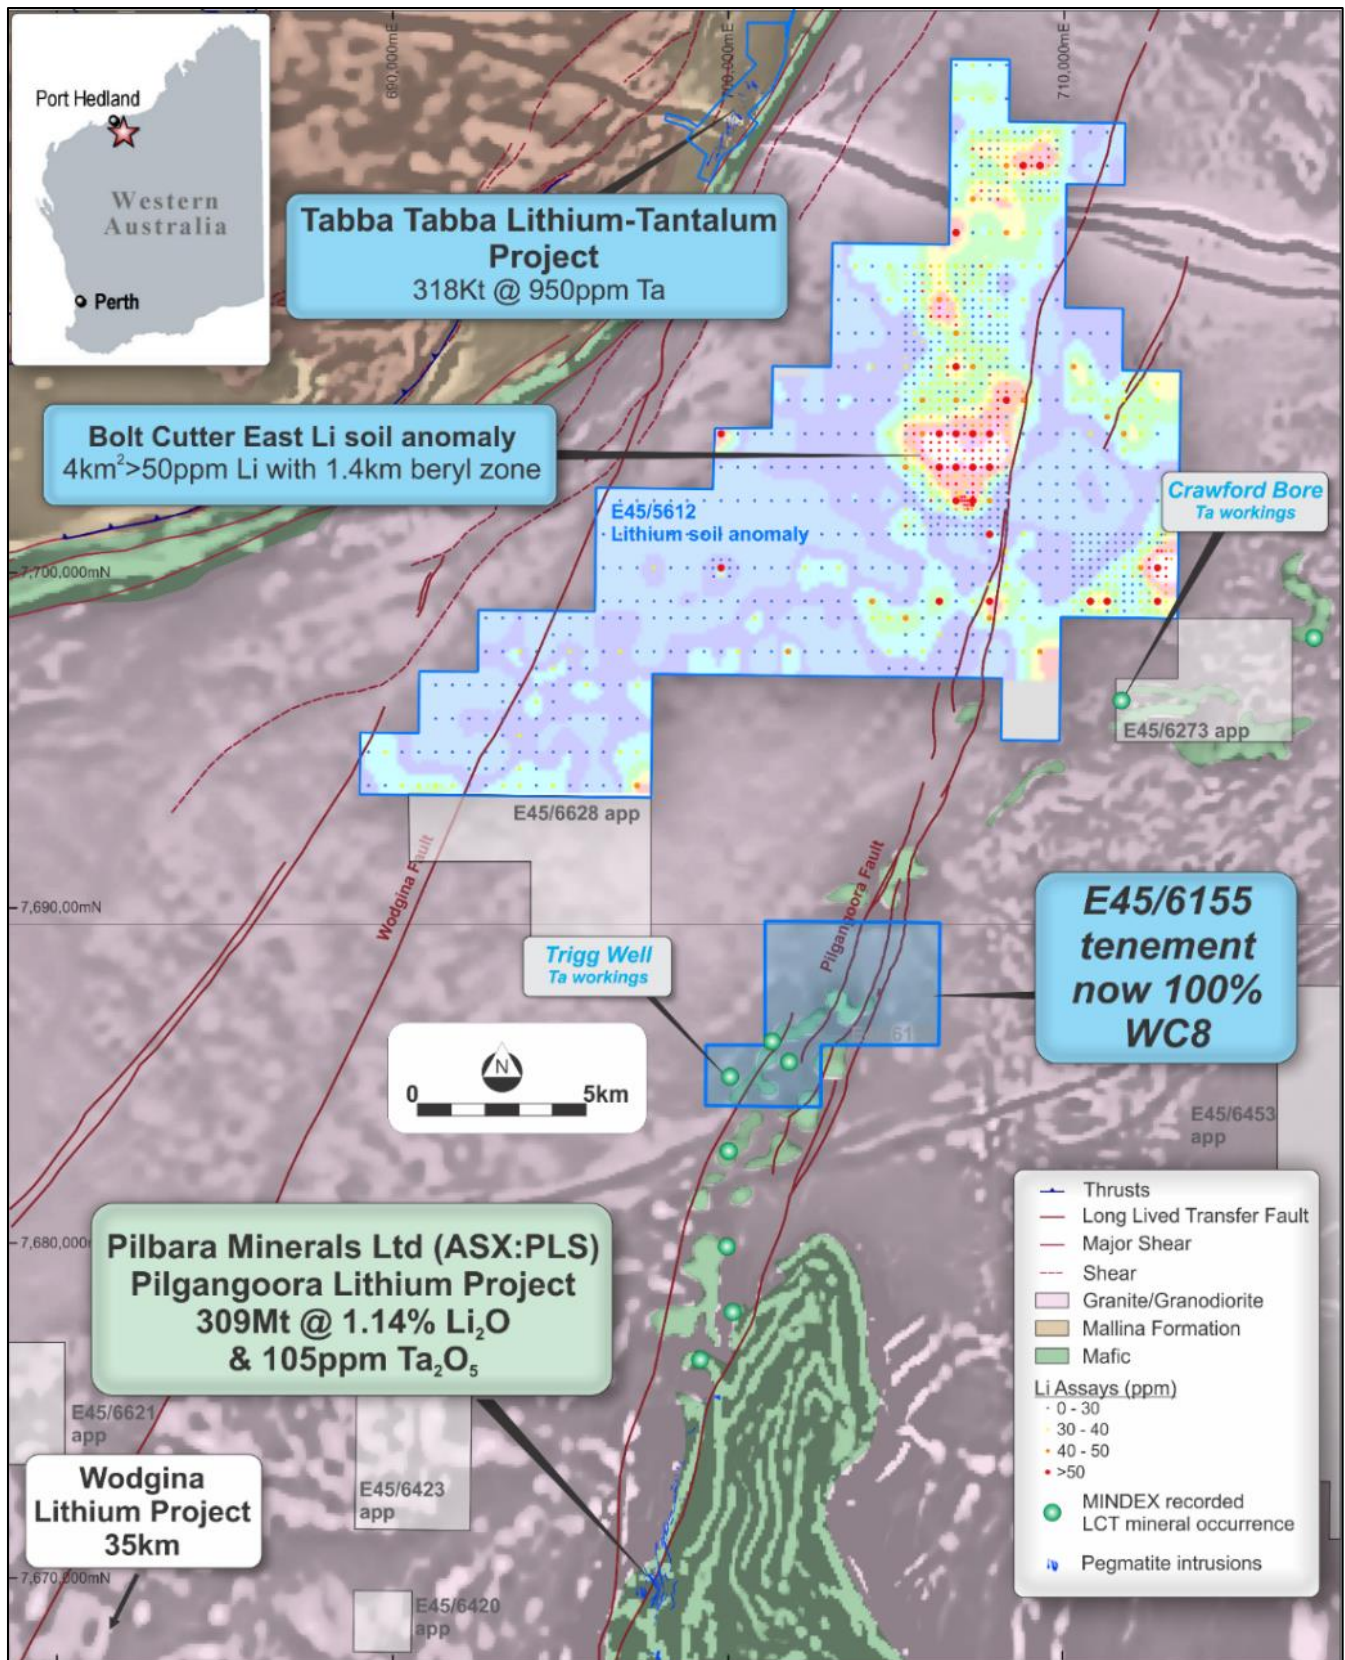 690,000mE
700,000mE
710,000mE
Port Hedland
Western
Australia
Perth
Tabba Tabba Lithium-Tantalum
Project
318Kt @ 950ppm Ta
Bolt Cutter East Li soil anomaly
4km²>50ppm Li with 1.4km beryl zone
E45/5612
Lithium soil anomaly
Crawford Bore
Ta workings
7,700,000mN
E45/6273 app
E45/6628 app
Wodgina Fault
Pilgangoora Fault
7,690,00mN
E45/6155
tenement
now 100%
WC8
Trigg Well
Ta workings
N
0 5km
61
E45/6453
app
Pilbara Minerals Ltd (ASX:PLS)
Pilgangoora Lithium Project
309Mt @ 1.14% Li₂O
& 105ppm Ta₂O₅
7,680,000
Thrusts
Long Lived Transfer Fault
Major Shear
Shear
Granite/Granodiorite
Mallina Formation
Mafic
Li Assays (ppm)
0 - 30
30 - 40
40 - 50
>50
MINDEX recorded
LCT mineral occurrence
Pegmatite intrusions
E45/6621
app
E45/6423
app
Wodgina
Lithium Project
35km
7,670,000mN
E45/6420
app